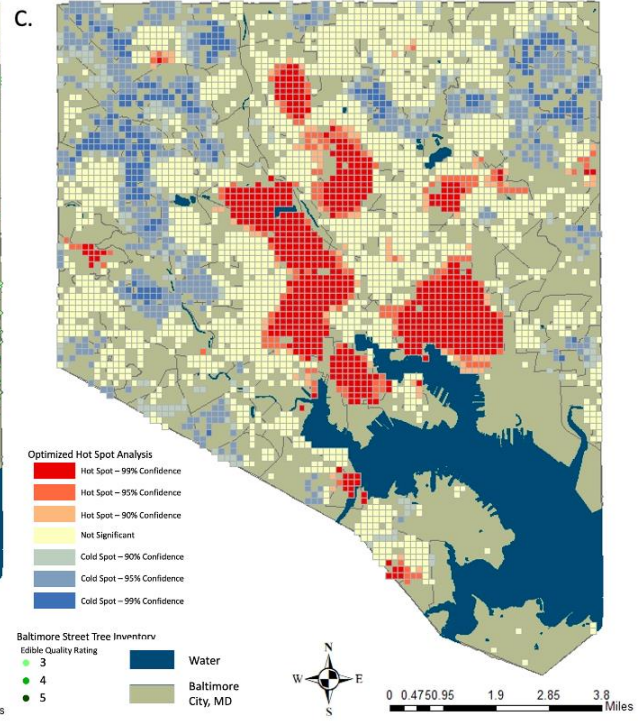 C.
Optimized Hot Spot Analysis
Hot Spot – 99% Confidence
Hot Spot – 95% Confidence
Hot Spot – 90% Confidence
Not Significant
Cold Spot – 90% Confidence
Cold Spot – 95% Confidence
Cold Spot – 99% Confidence
Baltimore Street Tree Inventory
Edible Quality Rating
3
4
5
Water
Baltimore
City, MD
N
W E
S
0 0.4750.95 1.9 2.85 3.8
Miles
s